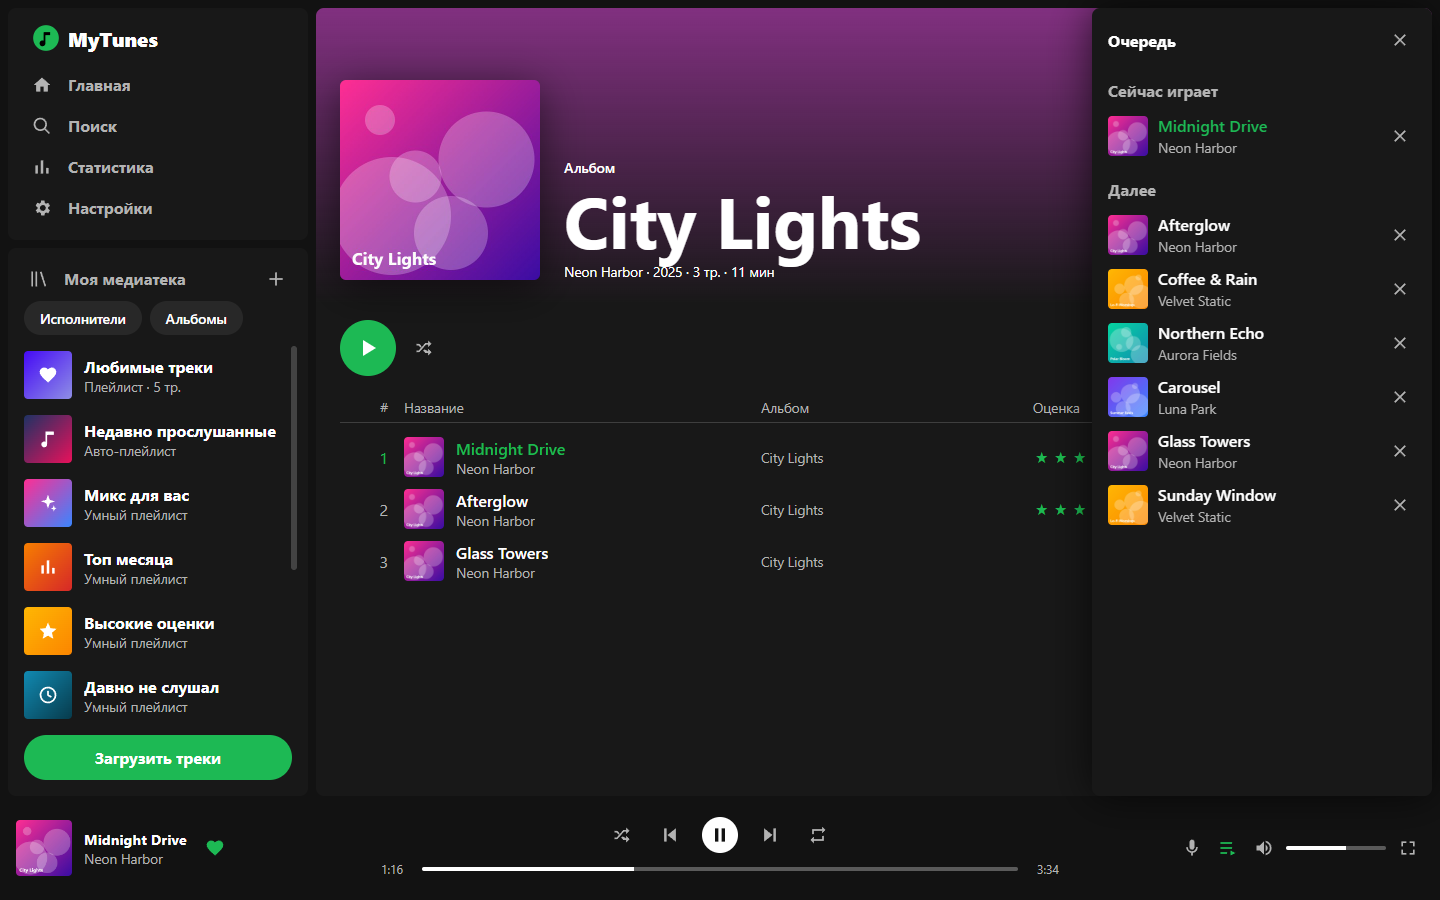 MyTunes
Главная
Поиск
Статистика
Настройки
Моя медиатека
Исполнители
Альбомы
Любимые треки
Плейлист · 5 тр.
Недавно прослушанные
Авто-плейлист
Микс для вас
Умный плейлист
Топ месяца
Умный плейлист
Высокие оценки
Умный плейлист
Давно не слушал
Умный плейлист
Загрузить треки
City Lights
Альбом
City Lights
Neon Harbor · 2025 · 3 тр. · 11 мин
# Название Альбом Оценка
1 Midnight Drive City Lights
Neon Harbor
2 Afterglow City Lights
Neon Harbor
3 Glass Towers City Lights
Neon Harbor
Очередь
Сейчас играет
Midnight Drive
Neon Harbor
Далее
Afterglow
Neon Harbor
Coffee & Rain
Velvet Static
Northern Echo
Aurora Fields
Carousel
Luna Park
Glass Towers
Neon Harbor
Sunday Window
Velvet Static
City Lights
Midnight Drive
Neon Harbor
1:16
3:34